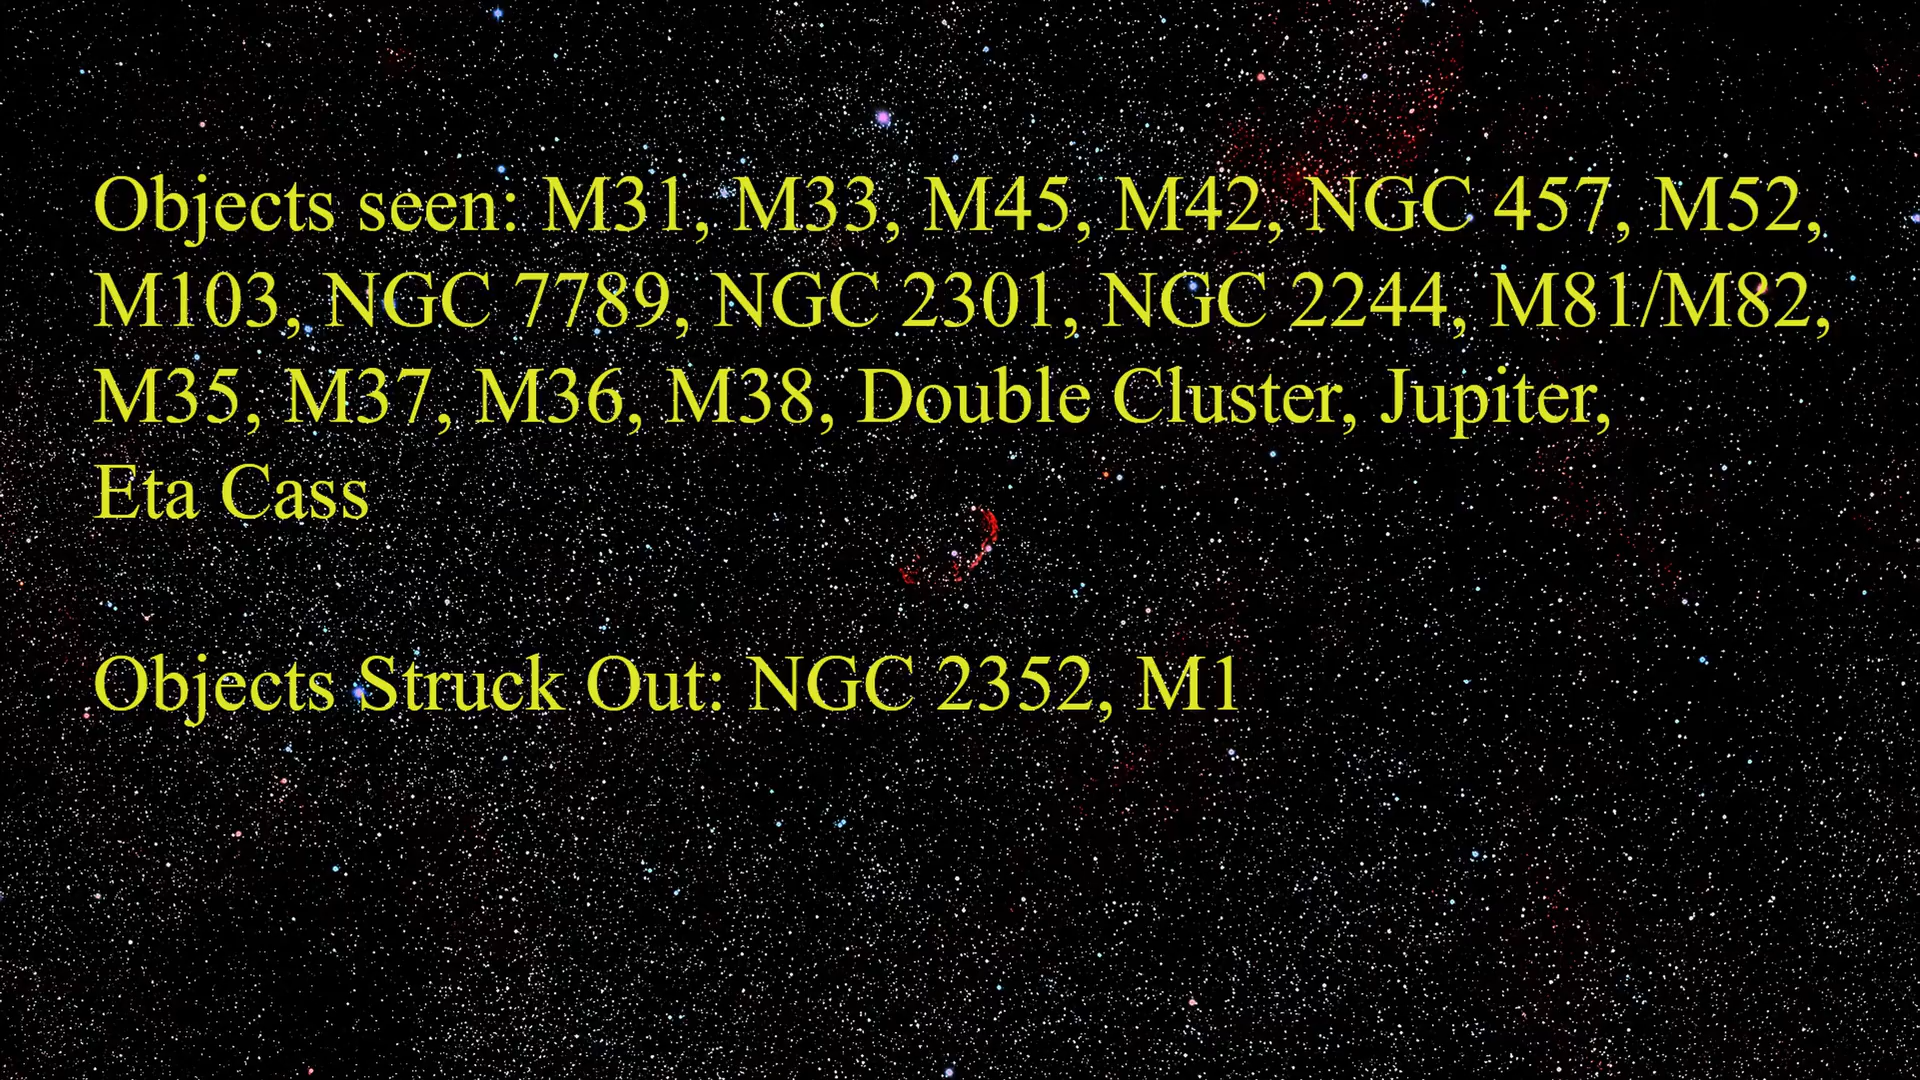 Objects seen: M31, M33, M45, M42, NGC 457, M52,
M103, NGC 7789, NGC 2301, NGC 2244, M81/M82,
M35, M37, M36, M38, Double Cluster, Jupiter,
Eta Cass
Objects Struck Out: NGC 2352, M1